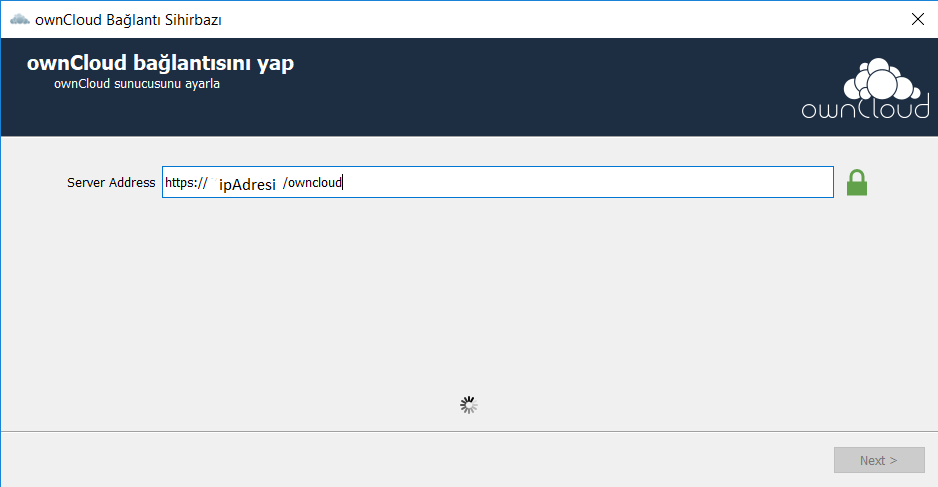 ownCloud Bağlantı Sihirbazı
ownCloud bağlantısını yap
ownCloud sunucusunu ayarla
ownCloud
Server Address https:// ipAdresi /owncloud
Next >